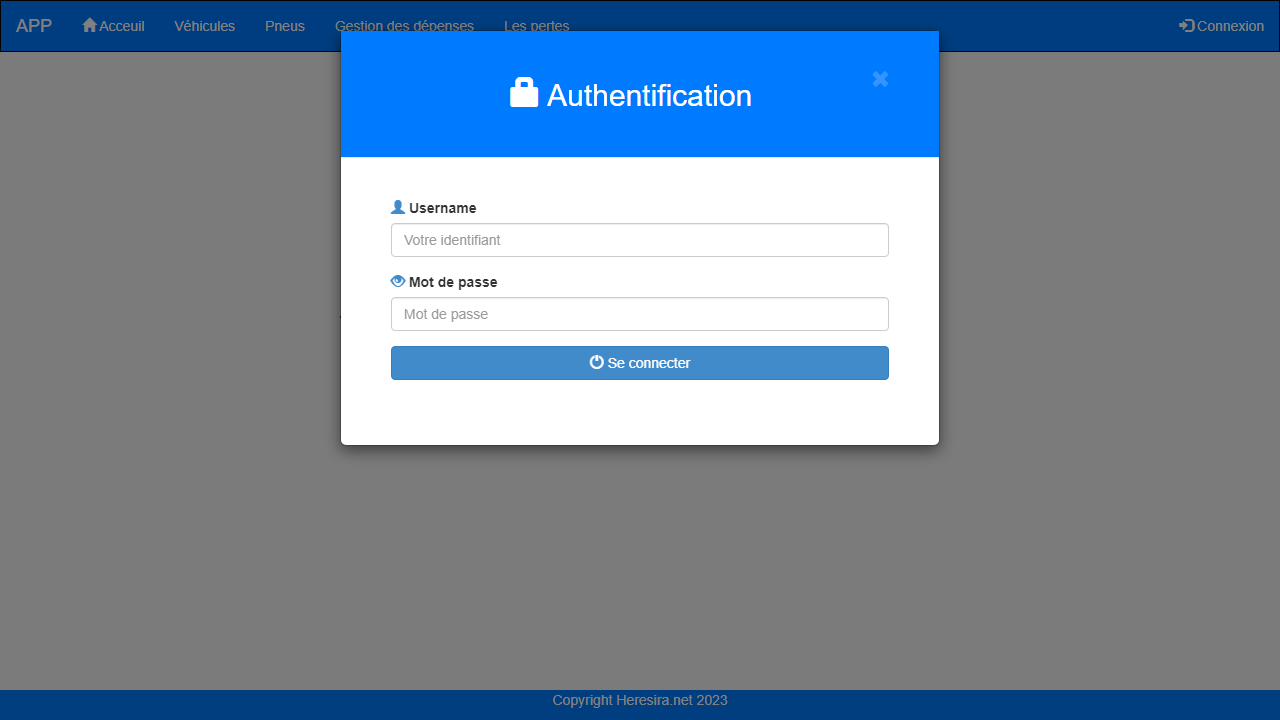 APP Acceuil Véhicules Pneus Gestion des dépenses Les pertes Connexion
Authentification
Username
Votre identifiant
Mot de passe
Mot de passe
Se connecter
Copyright Heresira.net 2023